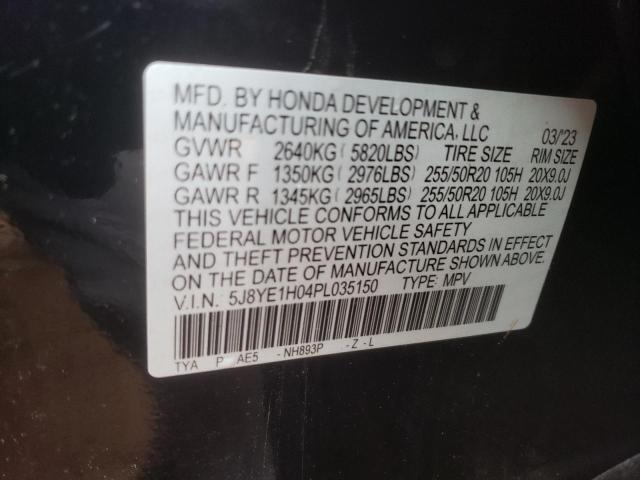 MFD. BY HONDA DEVELOPMENT &
MANUFACTURING OF AMERICA, LLC 03/'23
GVWR 2640KG ( 5820LBS) TIRE SIZE RIM SIZE
GAWR F 1350KG ( 2976LBS) 255/50R20 105H 20X9.0J
GAWR R 1345KG ( 2965LBS) 255/50R20 105H 20X9.0J
THIS VEHICLE CONFORMS TO ALL APPLICABLE
FEDERAL MOTOR VEHICLE SAFETY
AND THEFT PREVENTION STANDARDS IN EFFECT
ON THE DATE OF MANUFACTURE SHOWN ABOVE.
V.I.N. 5J8YE1H04PL035150 TYPE: MPV
TYA P AE5 - NH893P - Z - L